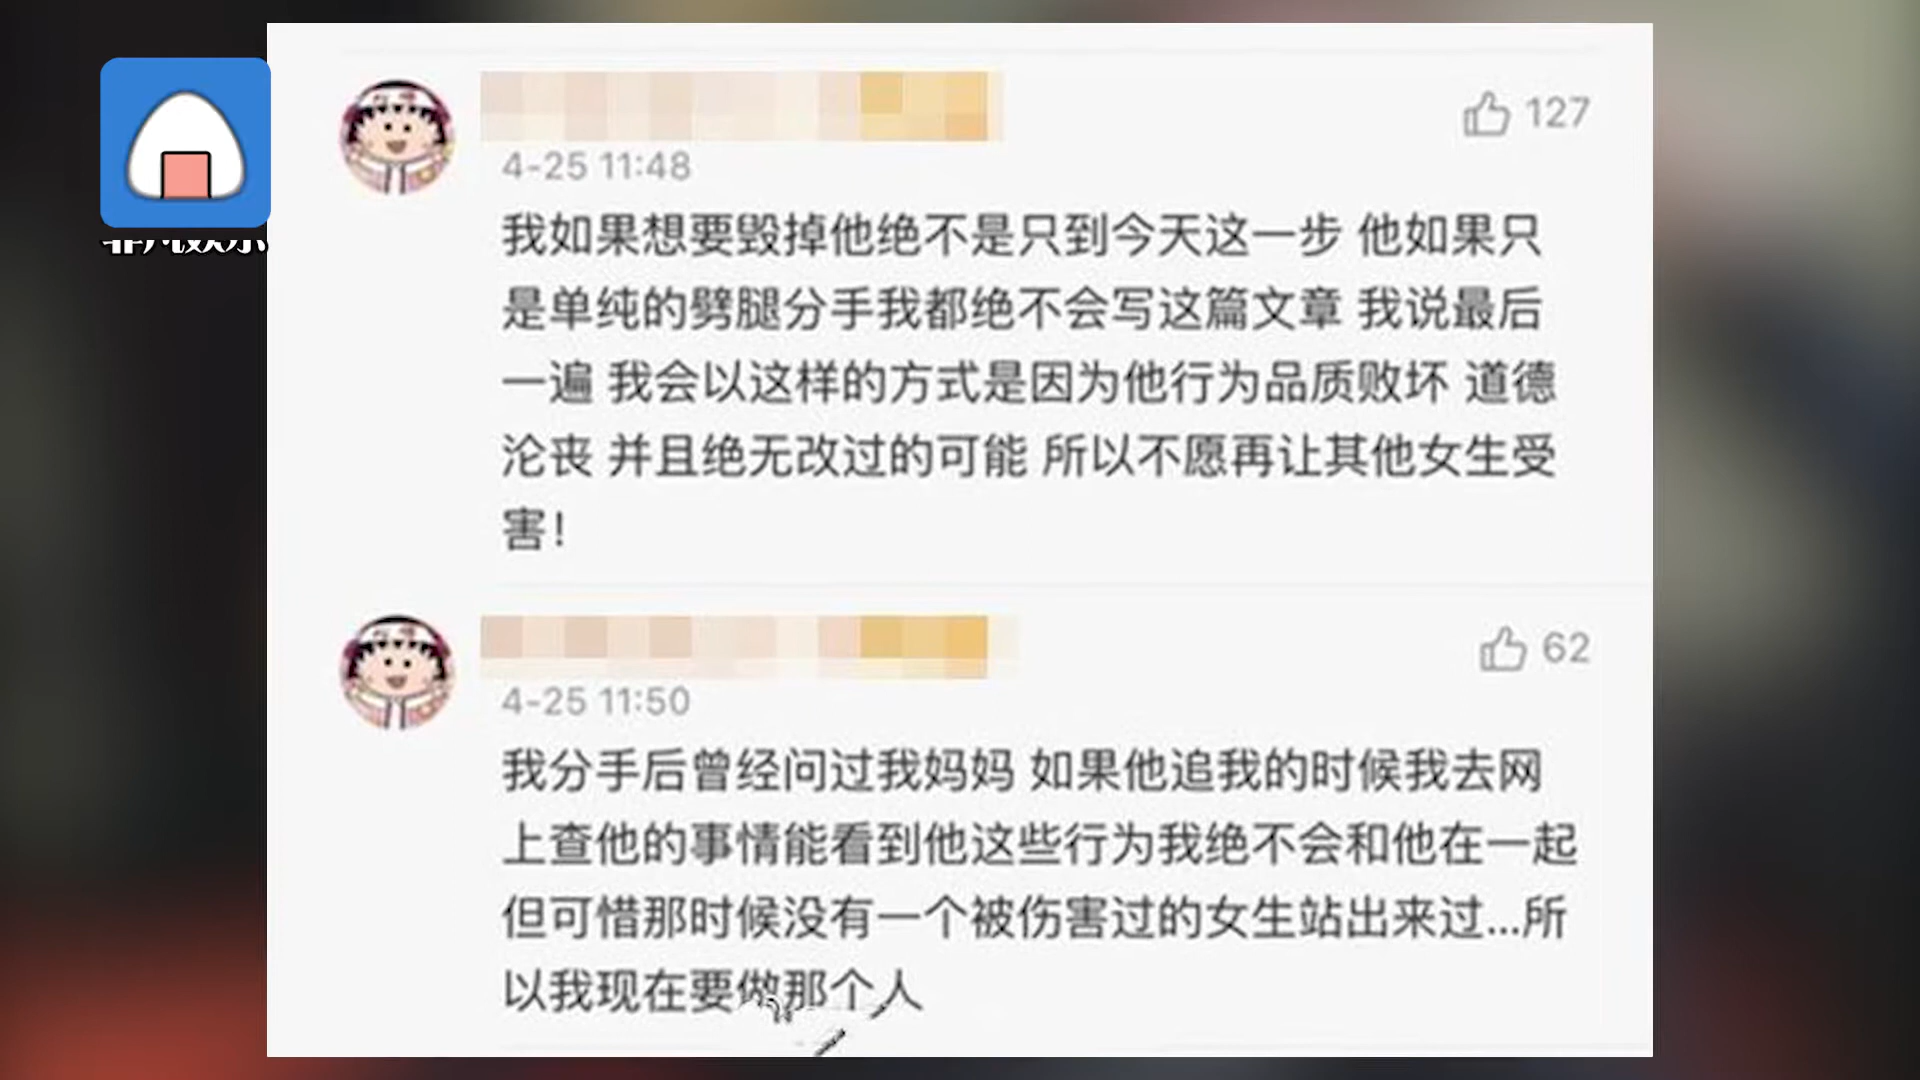 127
4-25 11:48
我如果想要毁掉他绝不是只到今天这一步 他如果只
是单纯的劈腿分手我都绝不会写这篇文章 我说最后
一遍 我会以这样的方式是因为他行为品质败坏 道德
沦丧 并且绝无改过的可能 所以不愿再让其他女生受
害!
62
4-25 11:50
我分手后曾经问过我妈妈 如果他追我的时候我去网
上查他的事情能看到他这些行为我绝不会和他在一起
但可惜那时候没有一个被伤害过的女生站出来过...所
以我现在要做那个人